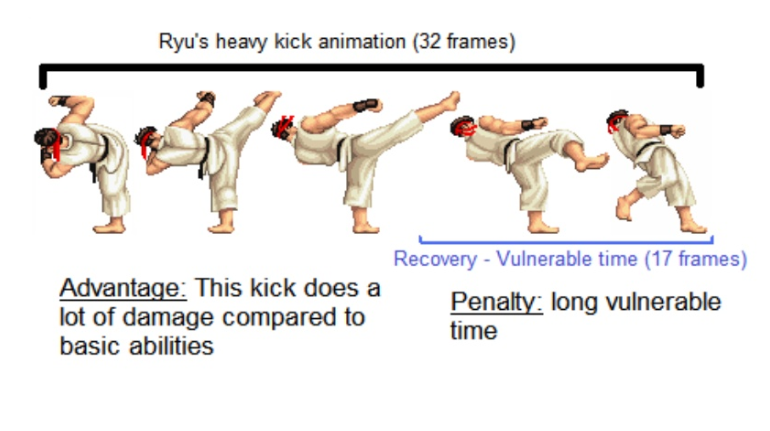 Ryu's heavy kick animation (32 frames)
Recovery - Vulnerable time (17 frames)
Advantage: This kick does a
lot of damage compared to
basic abilities
Penalty: long vulnerable
time